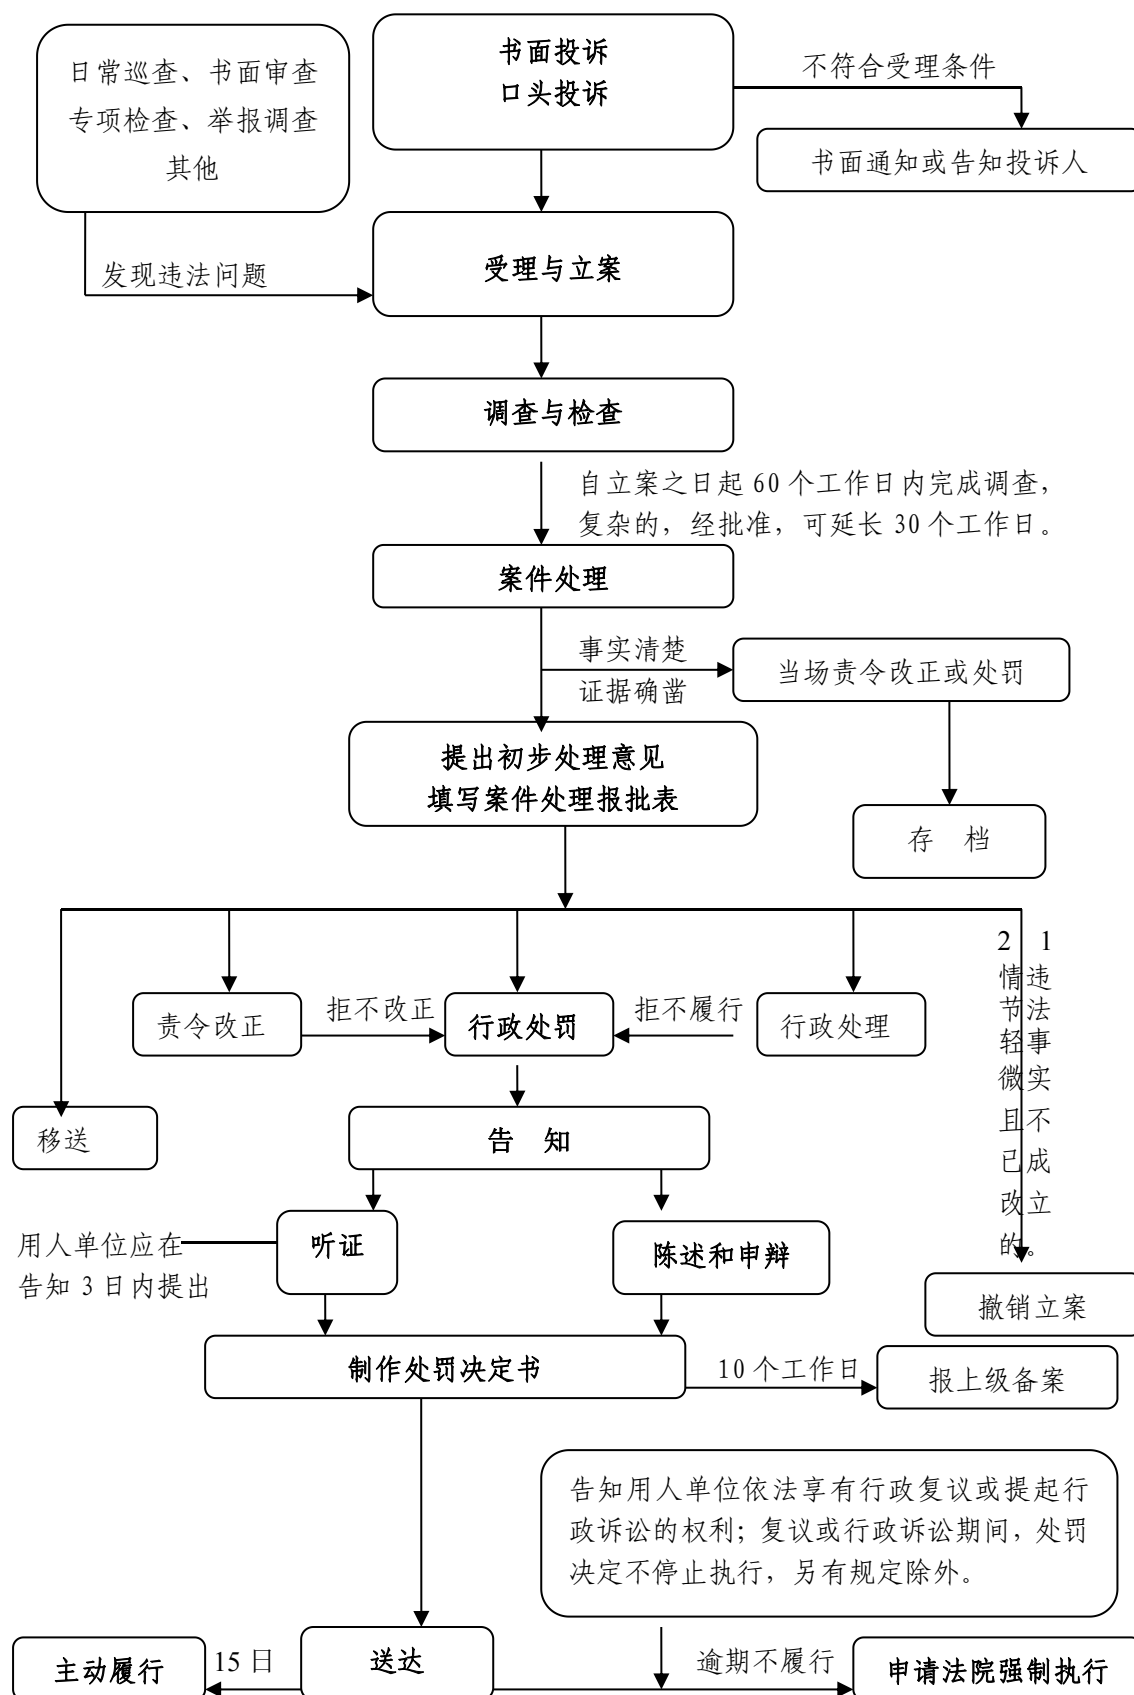 日常巡查、书面审查
专项检查、举报调查
其他
书面投诉
口头投诉
不符合受理条件
书面通知或告知投诉人
发现违法问题
受理与立案
调查与检查
自立案之日起 60 个工作日内完成调查，
复杂的，经批准，可延长 30 个工作日。
案件处理
事实清楚
证据确凿
当场责令改正或处罚
提出初步处理意见
填写案件处理报批表
存 档
责令改正
拒不改正
行政处罚
拒不履行
行政处理
1违法事实不成立
2情节轻微且已改的。
移送
告 知
用人单位应在
告知 3 日内提出
听证
陈述和申辩
撤销立案
制作处罚决定书
10 个工作日
报上级备案
告知用人单位依法享有行政复议或提起行
政诉讼的权利；复议或行政诉讼期间，处罚
决定不停止执行，另有规定除外。
主动履行
15 日
送达
逾期不履行
申请法院强制执行